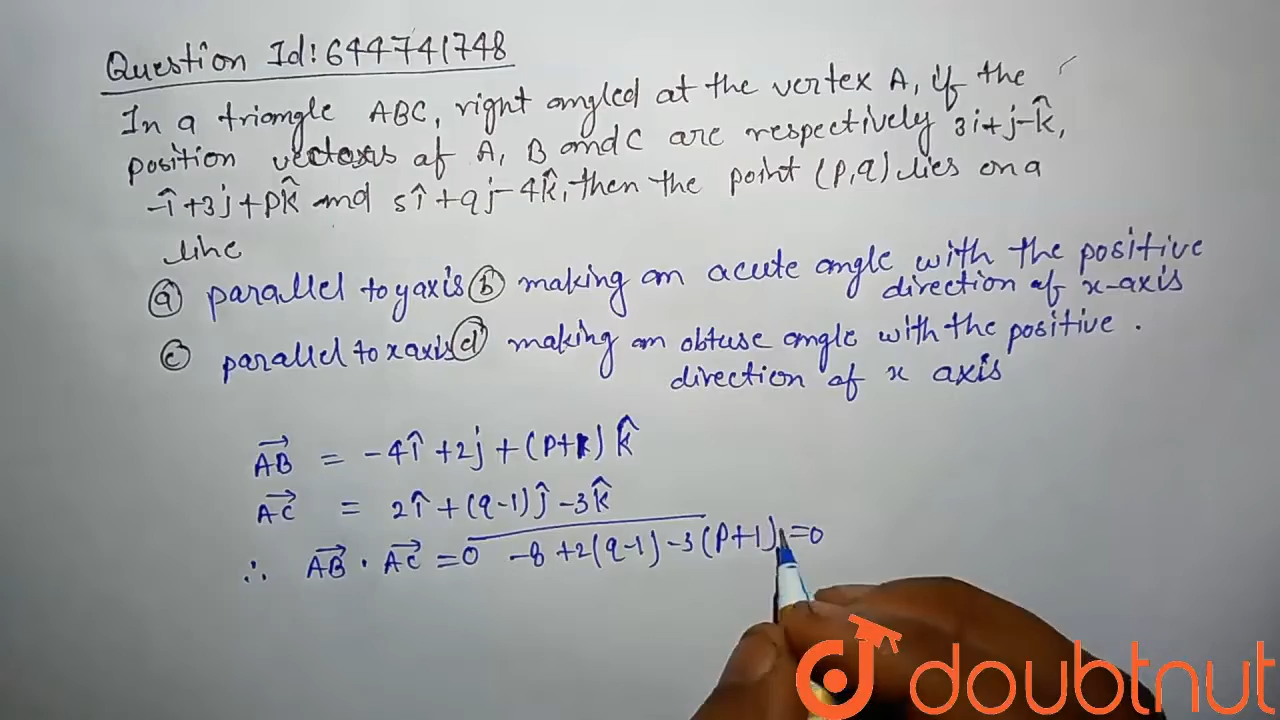 Question Id: 644741748
In a triangle ABC, right angled at the vertex A, if the
position vectors of A, B and C are respectively 3i+j-k̂,
-î+3j+pk̂ and 5î+qj-4k̂, then the point (p,q) lies on a
line
(a) parallel to y axis (b) making an acute angle with the positive
direction of x-axis
(c) parallel to x axis (d) making an obtuse angle with the positive .
direction of x axis
AB = -4î+2j+(p+1)k̂
AC = 2î+(q-1)ĵ-3k̂
∴ AB · AC = 0 -8+2(q-1)-3(p+1)=0
doubtnut